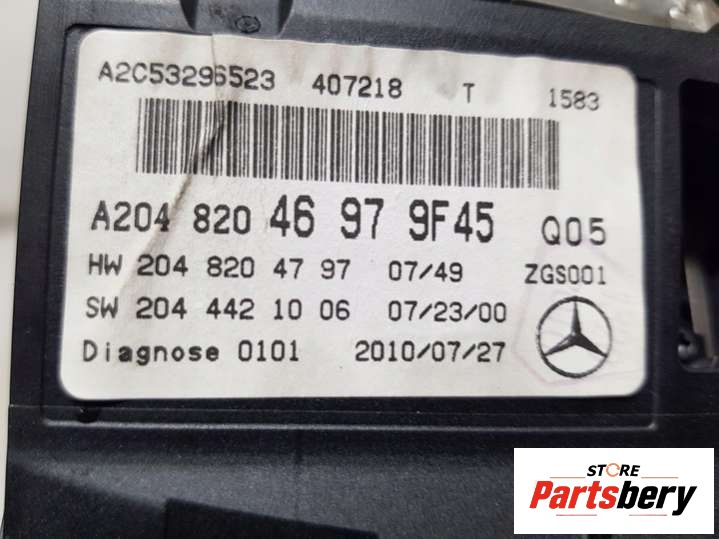 A2C53296523 407218 T 1583
A204 820 46 97 9F45 Q05
HW 204 820 47 97 07/49 ZGS001
SW 204 442 10 06 07/23/00
Diagnose 0101 2010/07/27
STORE
Partsbery